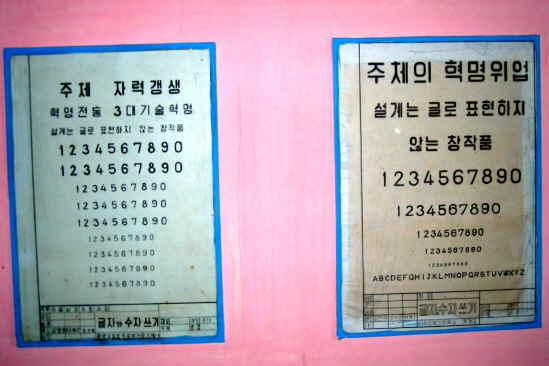 주체 자력갱생
혁명전통 3대기술혁명
설계는 글로 표현하지 않는 창작품
1234567890
1234567890
1234567890
1234567890
1234567890
1234567890
1234567890
1234567890
1234567890
글자와 수자쓰기
주체의 혁명위업
설계는 글로 표현하지
않는 창작품
1234567890
1234567890
1234567890
1234567890
1234567890
ABCDEFGHIJKLMNOPQRSTUVWXYZ
글자수자쓰기